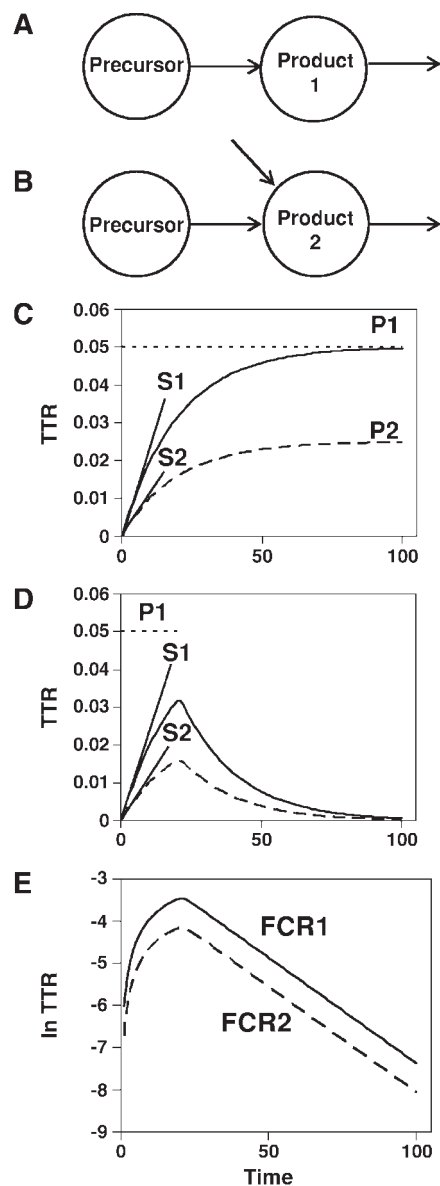 A
Precursor
Product
1
B
Precursor
Product
2
C
0.06
P1
0.05
0.04
S1
TTR
0.03
P2
S2
0.02
0.01
0
0
50
100
D
0.06
P1
0.05
S1
0.04
TTR
0.03
S2
0.02
0.01
0
0
50
100
E
-3
-4
FCR1
-5
ln TTR
-6
FCR2
-7
-8
-9
0
50
100
Time